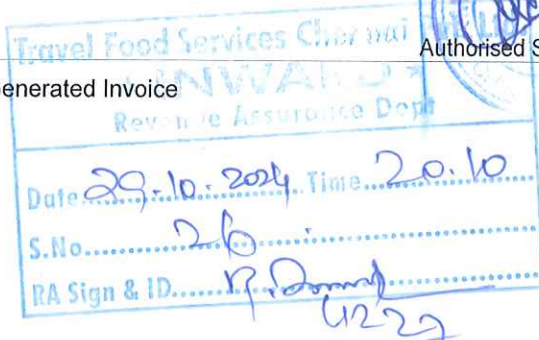 Travel Food Services Chennai
Authorised S
enerated Invoice
INWARD *
Revenue Assurance Dept
Date 29.10.2024 Time 20.10
S.No. 26
RA Sign & ID
4227